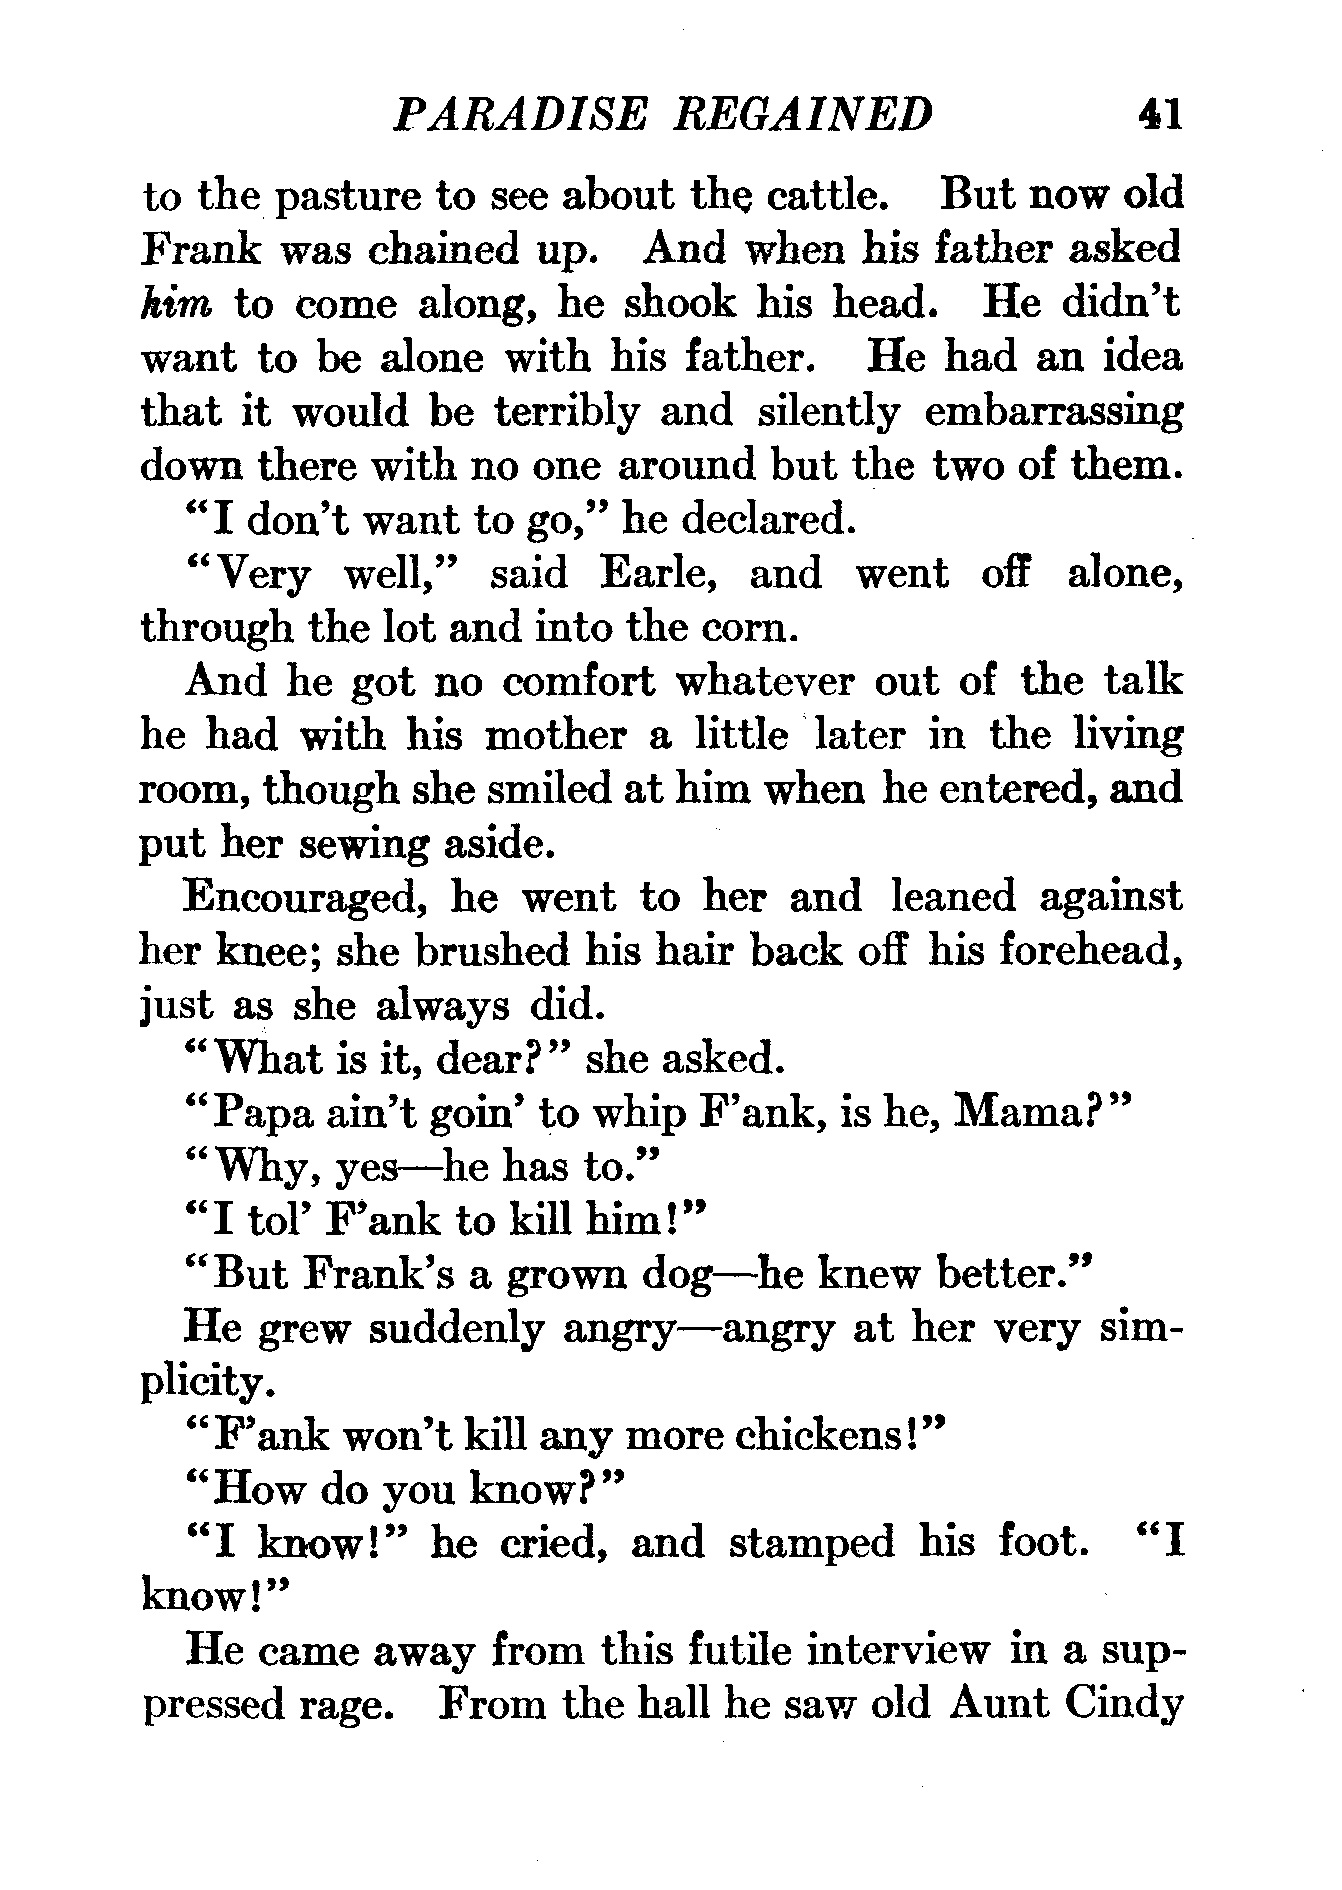 PARADISE REGAINED 41
to the pasture to see about the cattle. But now old
Frank was chained up. And when his father asked
him to come along, he shook his head. He didn't
want to be alone with his father. He had an idea
that it would be terribly and silently embarrassing
down there with no one around but the two of them.
"I don't want to go," he declared.
"Very well," said Earle, and went off alone,
through the lot and into the corn.
And he got no comfort whatever out of the talk
he had with his mother a little later in the living
room, though she smiled at him when he entered, and
put her sewing aside.
Encouraged, he went to her and leaned against
her knee; she brushed his hair back off his forehead,
just as she always did.
"What is it, dear?" she asked.
"Papa ain't goin' to whip F'ank, is he, Mama?"
"Why, yes—he has to."
"I tol' F'ank to kill him!"
"But Frank's a grown dog—he knew better."
He grew suddenly angry—angry at her very sim-
plicity.
"F'ank won't kill any more chickens!"
"How do you know?"
"I know!" he cried, and stamped his foot. "I
know!"
He came away from this futile interview in a sup-
pressed rage. From the hall he saw old Aunt Cindy